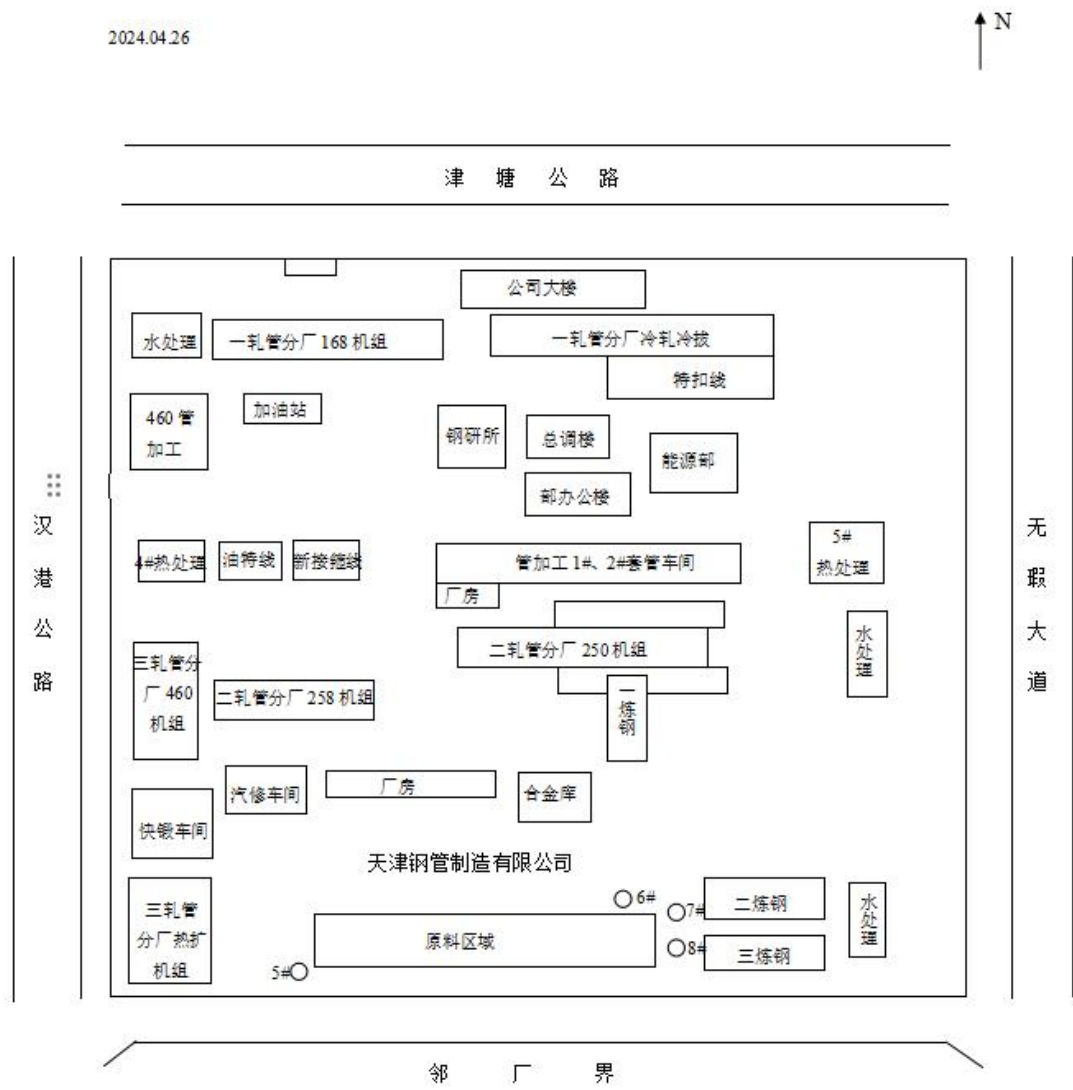 2024.04.26
N
津塘公路
公司大楼
水处理
一轧管分厂168机组
一轧管分厂冷轧冷拔
特扣线
460管
加工
加油站
钢研所
总调楼
能源部
部办公楼
汉港公路
无瑕大道
4#热处理
油特线
新接箍线
管加工1#、2#套管车间
5#
热处理
厂房
二轧管分厂250机组
水处理
三轧管分
厂460
机组
二轧管分厂258机组
一炼钢
汽修车间
厂房
合金库
快锻车间
天津钢管制造有限公司
三轧管
分厂热扩
机组
6#
7#
二炼钢
水处理
原料区域
8#
三炼钢
5#
邻厂界